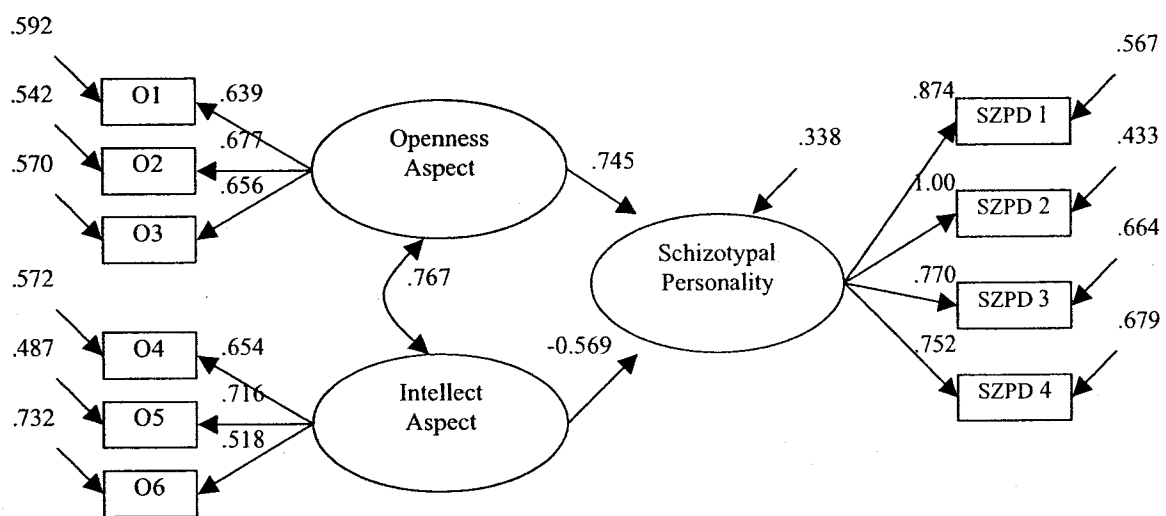 .592
O1
.639
.542
O2
.677
.570
O3
.656
Openness
Aspect
.745
.338
.767
Schizotypal
Personality
.572
O4
.654
.487
O5
.716
.732
O6
.518
Intellect
Aspect
-0.569
.874
SZPD 1
.567
1.00
SZPD 2
.433
.770
SZPD 3
.664
.752
SZPD 4
.679